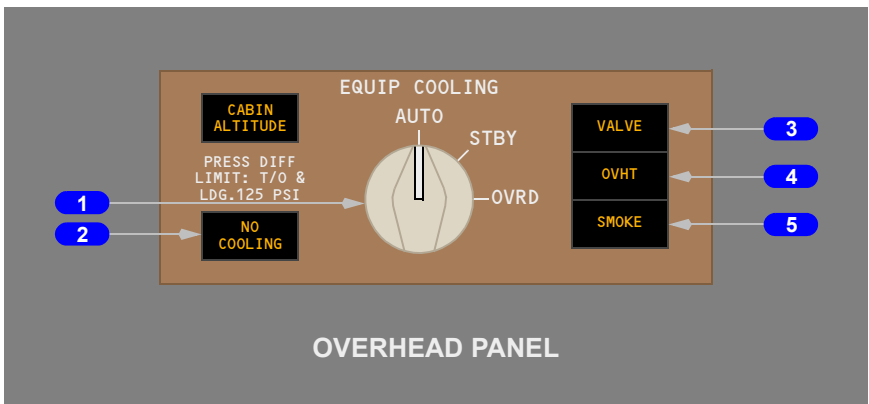 EQUIP COOLING
CABIN
ALTITUDE
AUTO
STBY
OVRD
PRESS DIFF
LIMIT: T/O &
LDG.125 PSI
NO
COOLING
VALVE
OVHT
SMOKE
1
2
3
4
5
OVERHEAD PANEL